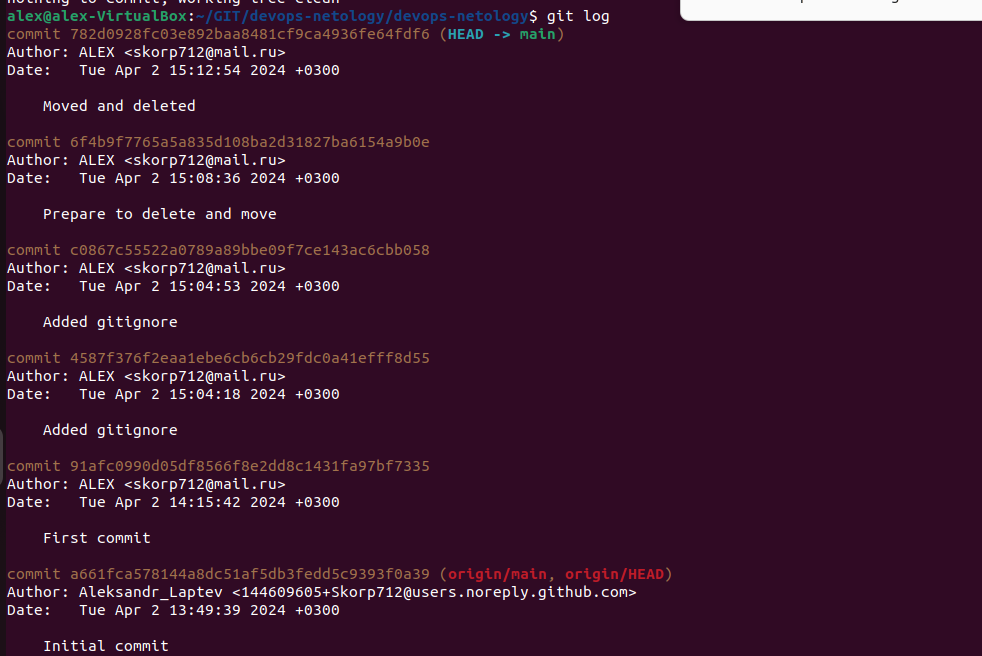 nothing to commit, working tree clean
alex@alex-VirtualBox:~/GIT/devops-netology/devops-netology$ git log
commit 782d0928fc03e892baa8481cf9ca4936fe64fdf6 (HEAD -> main)
Author: ALEX <skorp712@mail.ru>
Date:   Tue Apr 2 15:12:54 2024 +0300
Moved and deleted
commit 6f4b9f7765a5a835d108ba2d31827ba6154a9b0e
Author: ALEX <skorp712@mail.ru>
Date:   Tue Apr 2 15:08:36 2024 +0300
Prepare to delete and move
commit c0867c55522a0789a89bbe09f7ce143ac6cbb058
Author: ALEX <skorp712@mail.ru>
Date:   Tue Apr 2 15:04:53 2024 +0300
Added gitignore
commit 4587f376f2eaa1ebe6cb6cb29fdc0a41efff8d55
Author: ALEX <skorp712@mail.ru>
Date:   Tue Apr 2 15:04:18 2024 +0300
Added gitignore
commit 91afc0990d05df8566f8e2dd8c1431fa97bf7335
Author: ALEX <skorp712@mail.ru>
Date:   Tue Apr 2 14:15:42 2024 +0300
First commit
commit a661fca578144a8dc51af5db3fedd5c9393f0a39 (origin/main, origin/HEAD)
Author: Aleksandr_Laptev <144609605+Skorp712@users.noreply.github.com>
Date:   Tue Apr 2 13:49:39 2024 +0300
Initial commit